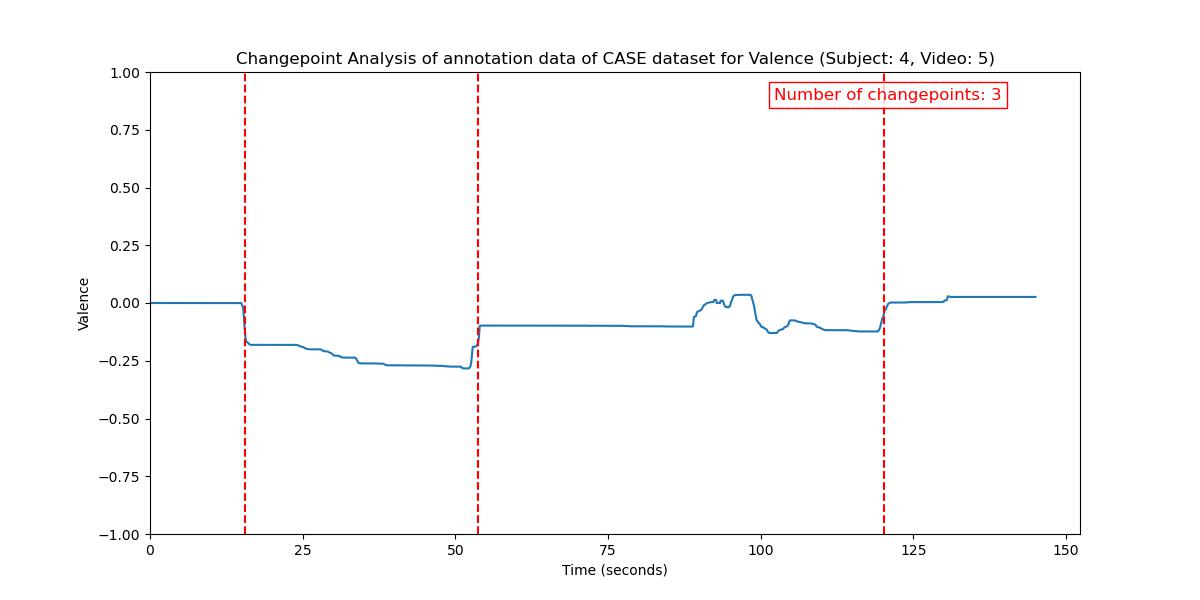 Changepoint Analysis of annotation data of CASE dataset for Valence (Subject: 4, Video: 5)
Number of changepoints: 3
Valence
1.00
0.75
0.50
0.25
0.00
−0.25
−0.50
−0.75
−1.00
0 25 50 75 100 125 150
Time (seconds)